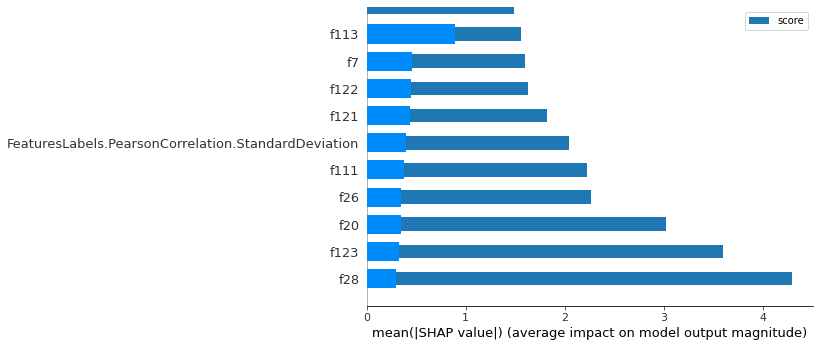 score
f113
f7
f122
f121
FeaturesLabels.PearsonCorrelation.StandardDeviation
f111
f26
f20
f123
f28
0 1 2 3 4
mean(|SHAP value|) (average impact on model output magnitude)